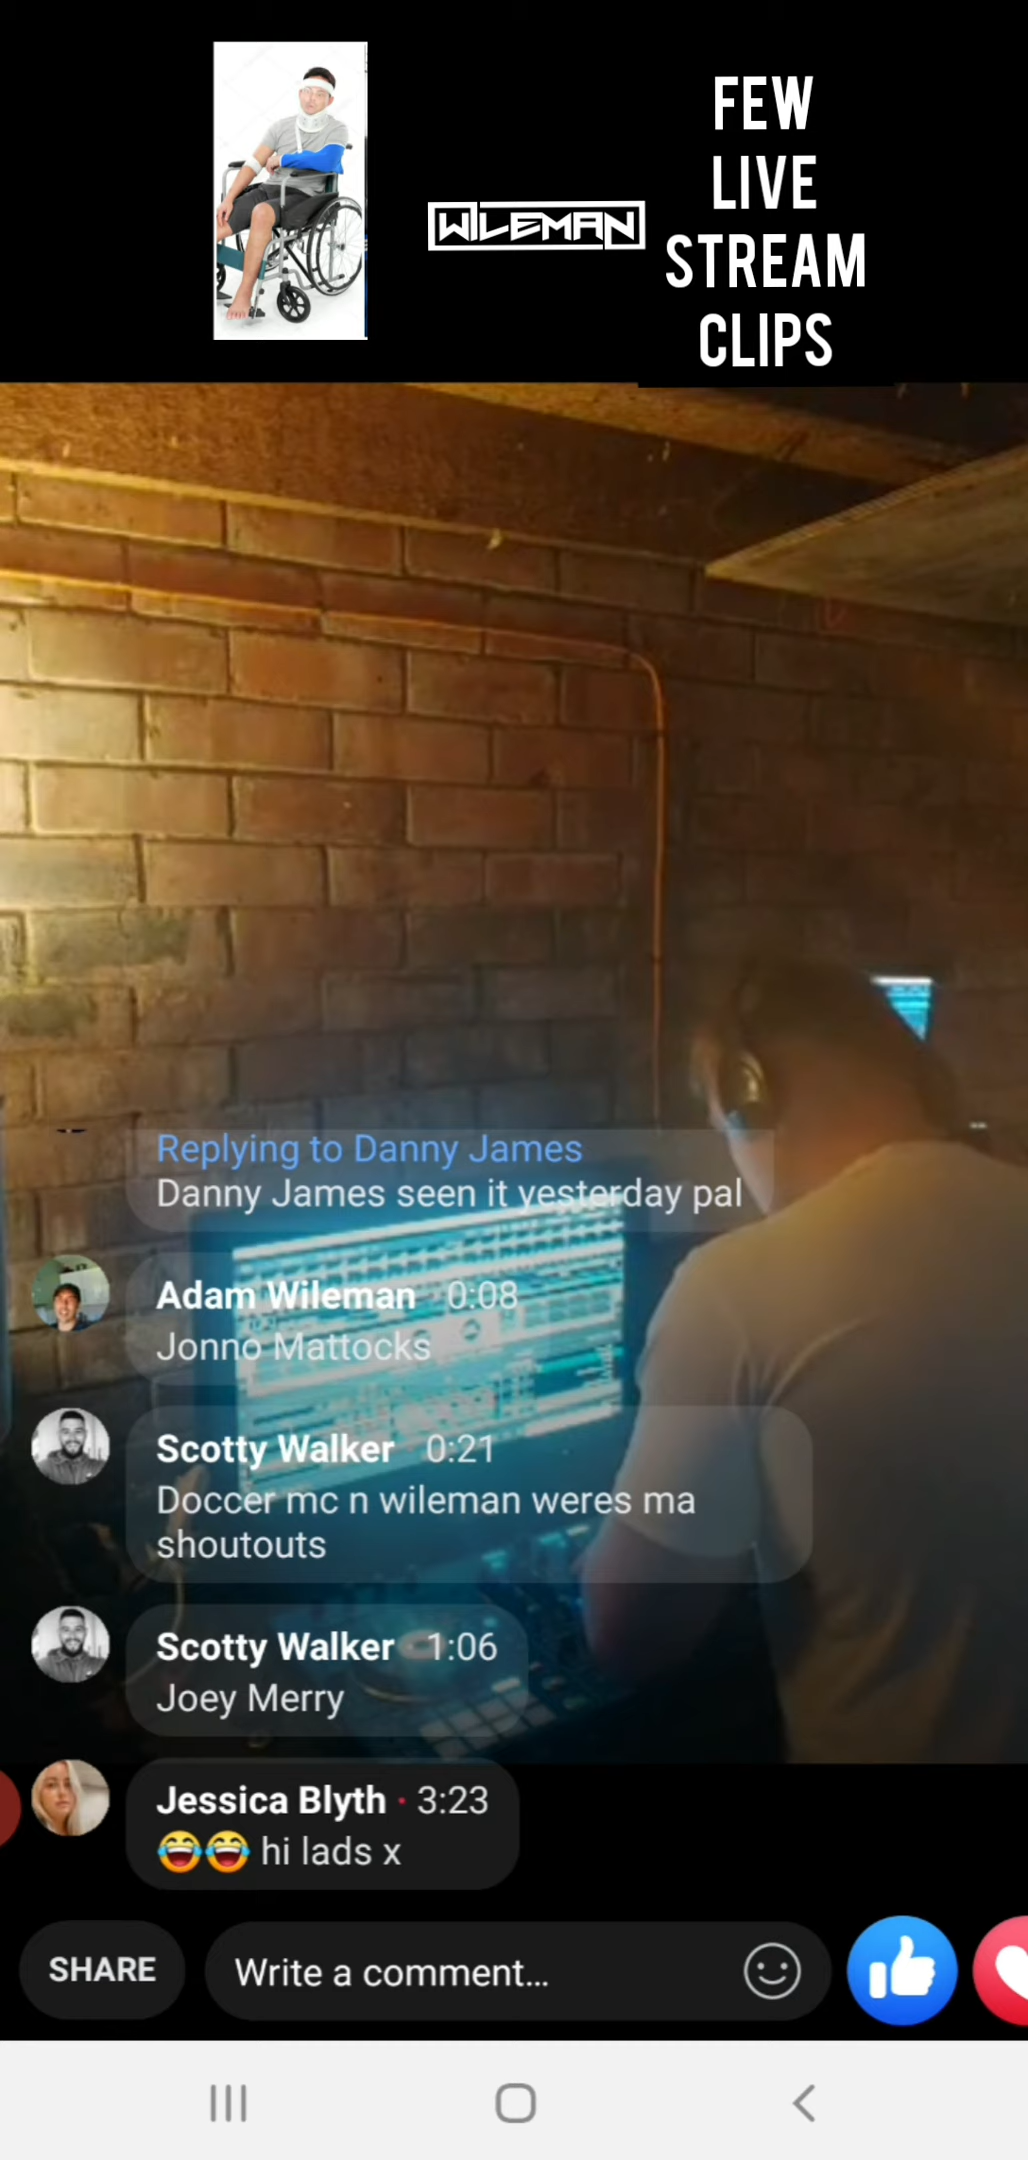 FEW
LIVE
STREAM
CLIPS
WILEMAN
Replying to Danny James
Danny James seen it yesterday pal
Adam Wileman 0:08
Jonno Mattocks
Scotty Walker 0:21
Doccer mc n wileman weres ma
shoutouts
Scotty Walker 1:06
Joey Merry
Jessica Blyth · 3:23
😂😂 hi lads x
SHARE
Write a comment...